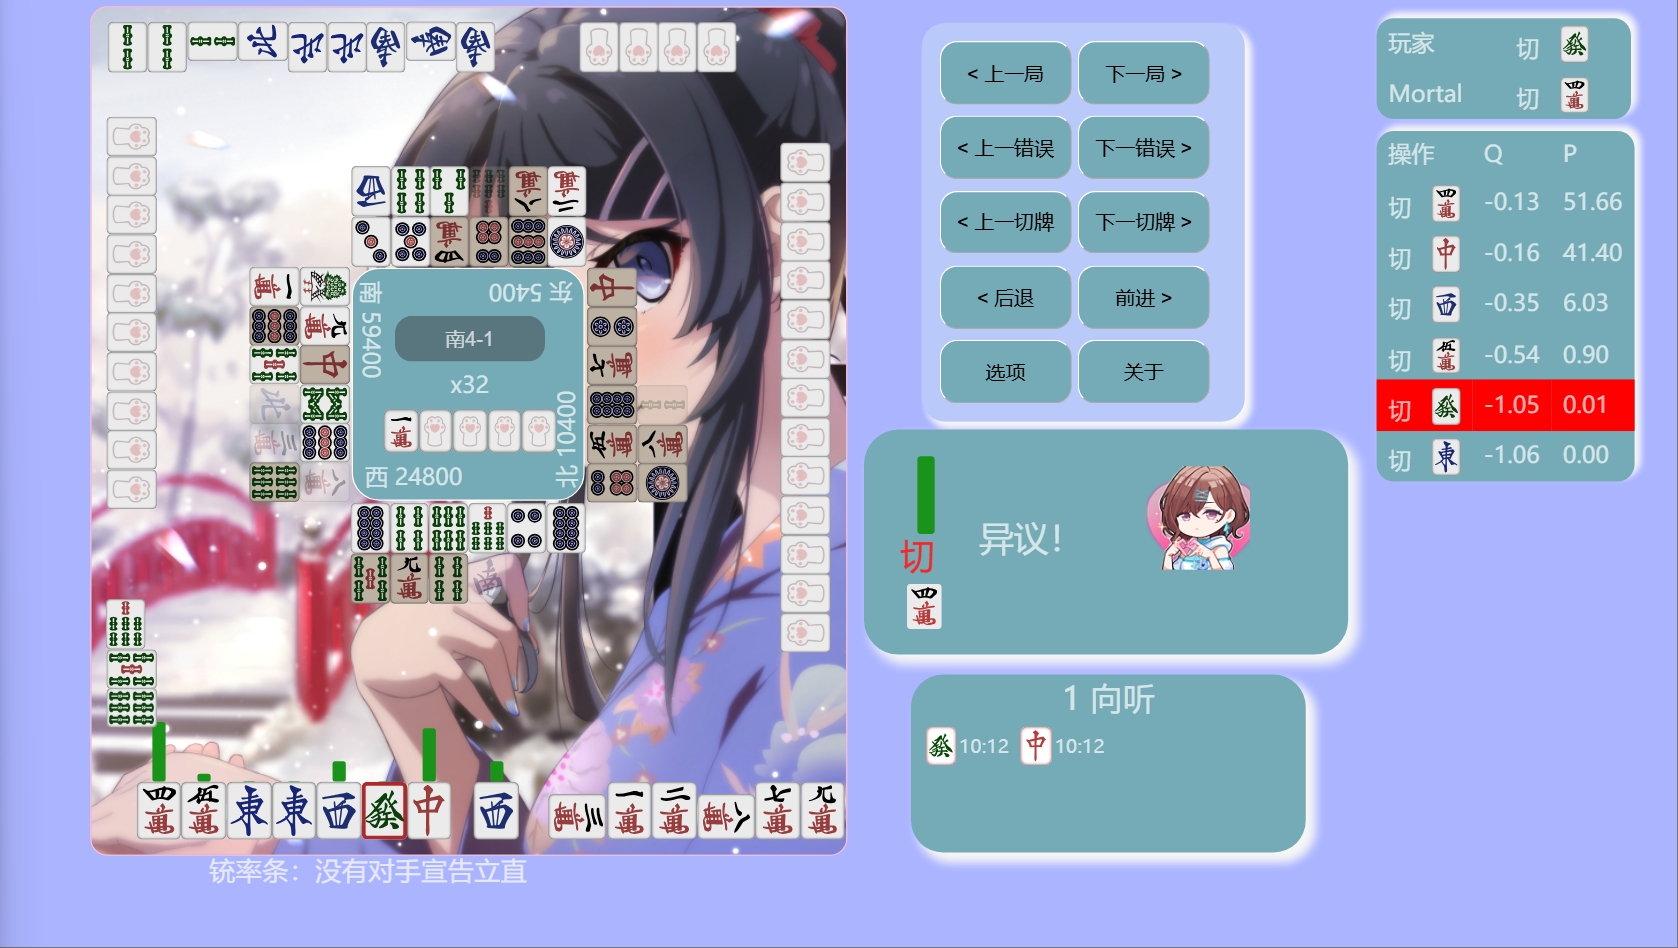 南4-1
x32
东 5400
南 59400
北 10400
西 24800
铳率条：没有对手宣告立直
< 上一局
下一局 >
< 上一错误
下一错误 >
< 上一切牌
下一切牌 >
< 后退
前进 >
选项
关于
切
异议！
1 向听
10:12 10:12
玩家 切
Mortal 切
操作 Q P
切 -0.13 51.66
切 -0.16 41.40
切 -0.35 6.03
切 -0.54 0.90
切 -1.05 0.01
切 -1.06 0.00